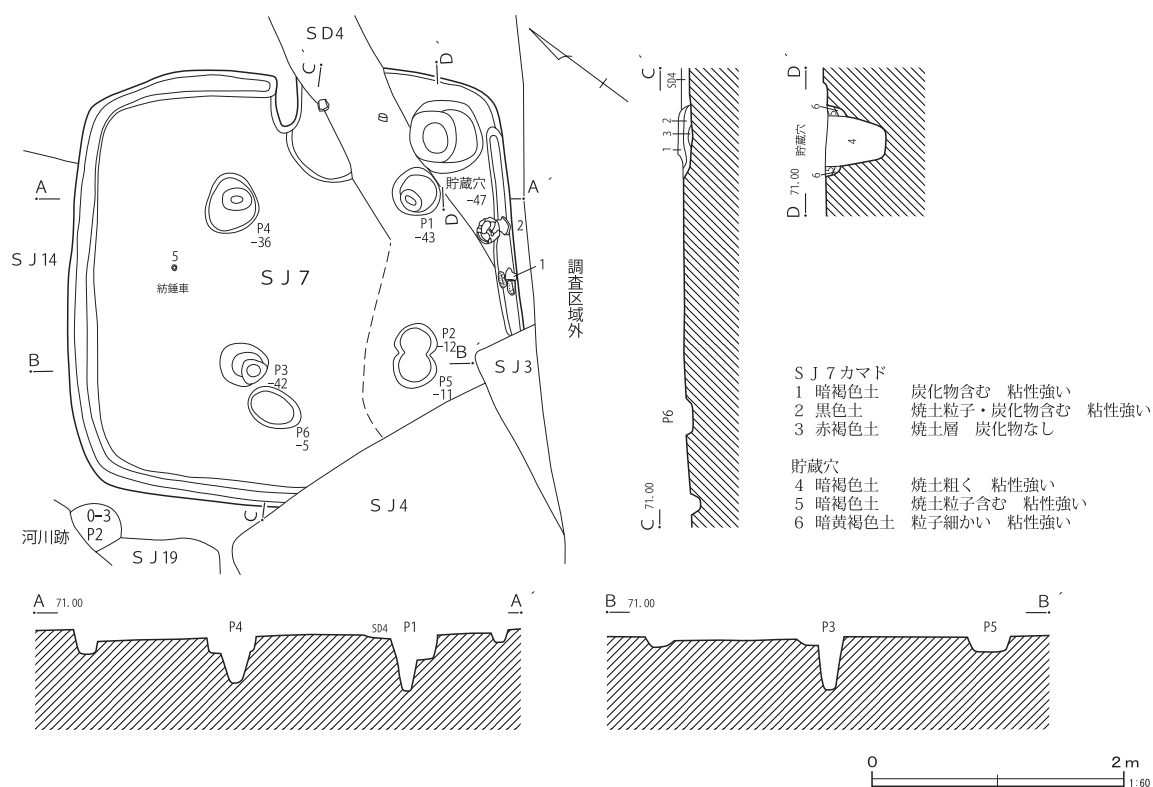 SD4
C´
D´
A
A´
貯蔵穴
-47
D
P1
-43
2
P4
-36
SJ14
5
紡錘車
SJ7
1
調査区域外
B
B´
P2
-12
SJ3
P3
-42
P5
-11
P6
-5
C
SJ4
0-3
P2
河川跡
SJ19
C´
SD4
2
3
1
P6
71.00
C
D´
6
5
貯蔵穴
4
5
6
71.00
D
SJ7カマド
1 暗褐色土 炭化物含む 粘性強い
2 黒色土 焼土粒子・炭化物含む 粘性強い
3 赤褐色土 焼土層 炭化物なし
貯蔵穴
4 暗褐色土 焼土粗く 粘性強い
5 暗褐色土 焼土粒子含む 粘性強い
6 暗黄褐色土 粒子細かい 粘性強い
A 71.00
A´
P4
SD4
P1
B 71.00
B´
P3
P5
0 2m
1:60